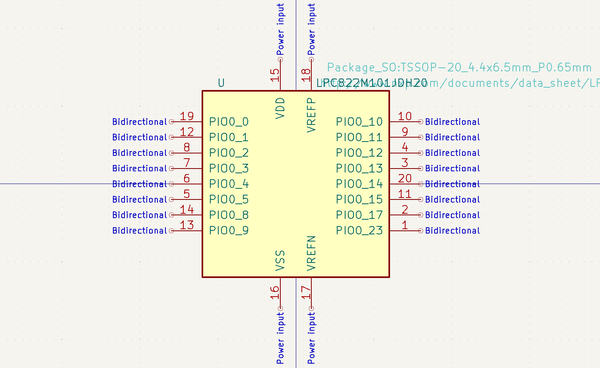 Power input
Power input
15
18
Package_SO:TSSOP-20_4.4x6.5mm_P0.65mm
U
LPC822M101JDH20
/documents/data_sheet/LP
VDD
VREFP
Bidirectional 19 PIO0_0 PIO0_10 10 Bidirectional
Bidirectional 12 PIO0_1 PIO0_11 9 Bidirectional
Bidirectional 8 PIO0_2 PIO0_12 4 Bidirectional
Bidirectional 7 PIO0_3 PIO0_13 3 Bidirectional
Bidirectional 6 PIO0_4 PIO0_14 20 Bidirectional
Bidirectional 5 PIO0_5 PIO0_15 11 Bidirectional
Bidirectional 14 PIO0_8 PIO0_17 2 Bidirectional
Bidirectional 13 PIO0_9 PIO0_23 1 Bidirectional
VSS
VREFN
16
17
Power input
Power input